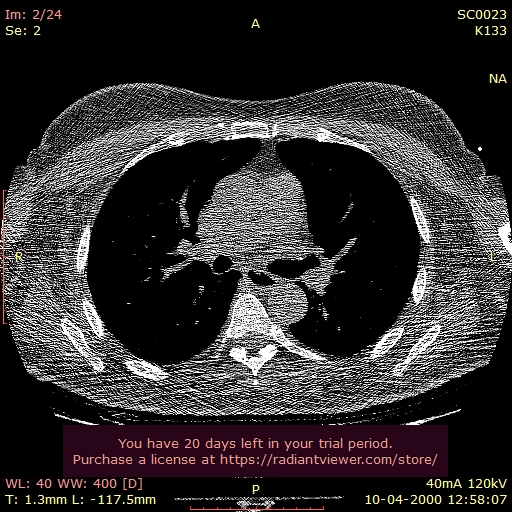 Im: 2/24
Se: 2
A
SC0023
K133
NA
R
L
You have 20 days left in your trial period.
Purchase a license at https://radiantviewer.com/store/
WL: 40 WW: 400 [D]
T: 1.3mm L: -117.5mm
P
40mA 120kV
10-04-2000 12:58:07